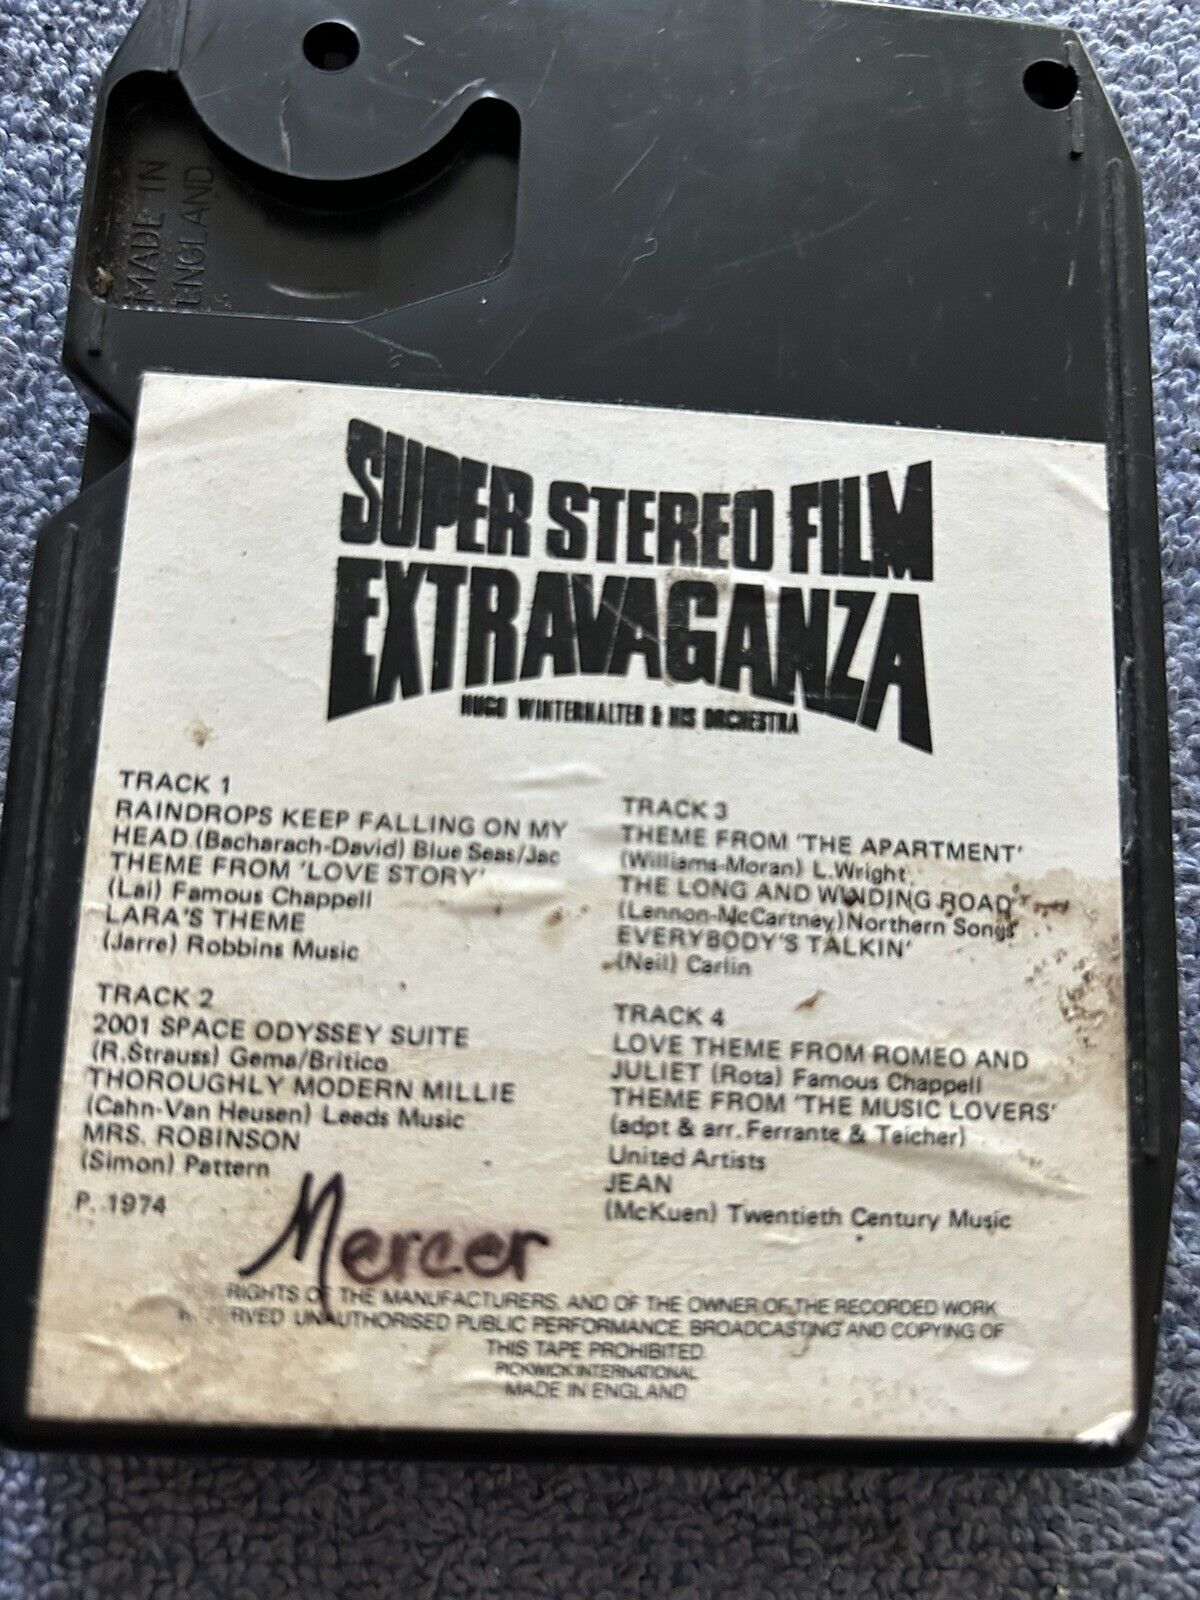 MADE IN
ENGLAND
SUPER STEREO FILM
EXTRAVAGANZA
HUGO WINTERHALTER & HIS ORCHESTRA
TRACK 1
RAINDROPS KEEP FALLING ON MY
HEAD (Bacharach-David) Blue Seas/Jac
THEME FROM 'LOVE STORY'
(Lai) Famous Chappell
LARA'S THEME
(Jarre) Robbins Music
TRACK 2
2001 SPACE ODYSSEY SUITE
(R.Strauss) Gema/Britico
THOROUGHLY MODERN MILLIE
(Cahn-Van Heusen) Leeds Music
MRS. ROBINSON
(Simon) Pattern
P. 1974
TRACK 3
THEME FROM 'THE APARTMENT'
(Williams-Moran) L.Wright
THE LONG AND WINDING ROAD
(Lennon-McCartney) Northern Songs
EVERYBODY'S TALKIN'
(Neil) Carlin
TRACK 4
LOVE THEME FROM ROMEO AND
JULIET (Rota) Famous Chappell
THEME FROM 'THE MUSIC LOVERS'
(adpt & arr. Ferrante & Teicher)
United Artists
JEAN
(McKuen) Twentieth Century Music
Mercer
RIGHTS OF THE MANUFACTURERS, AND OF THE OWNER OF THE RECORDED WORK
UNAUTHORISED PUBLIC PERFORMANCE, BROADCASTING AND COPYING OF
THIS TAPE PROHIBITED.
PICKWICK INTERNATIONAL
MADE IN ENGLAND